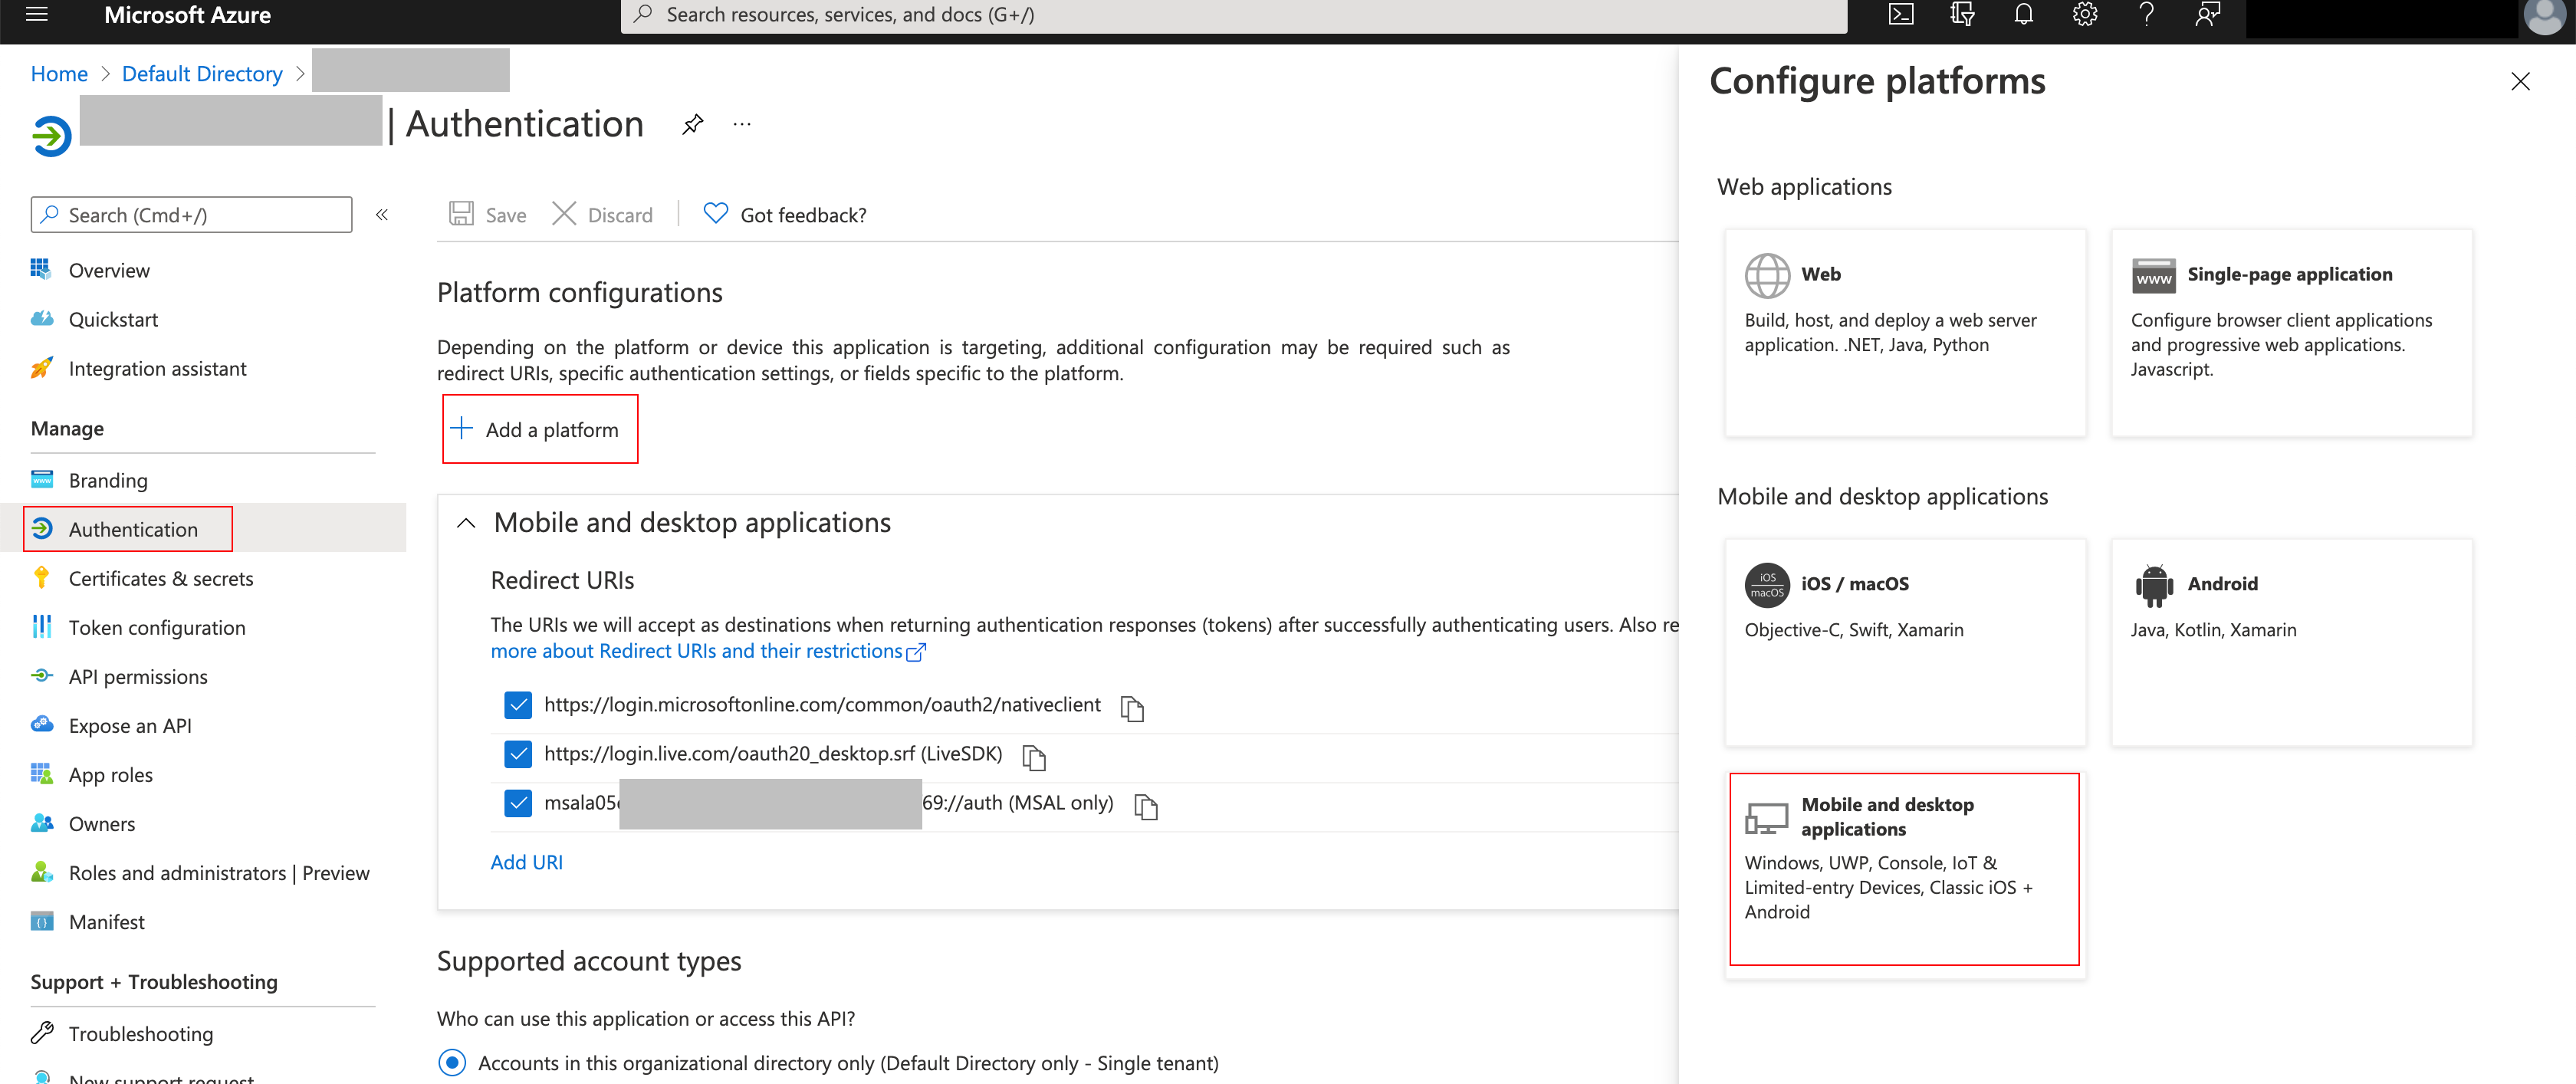 Microsoft Azure
Search resources, services, and docs (G+/)
Home > Default Directory >
| Authentication
Search (Cmd+/)
Overview
Quickstart
Integration assistant
Manage
Branding
Authentication
Certificates & secrets
Token configuration
API permissions
Expose an API
App roles
Owners
Roles and administrators | Preview
Manifest
Support + Troubleshooting
Troubleshooting
New support request
Save
Discard
Got feedback?
Platform configurations
Depending on the platform or device this application is targeting, additional configuration may be required such as
redirect URIs, specific authentication settings, or fields specific to the platform.
Add a platform
Mobile and desktop applications
Redirect URIs
The URIs we will accept as destinations when returning authentication responses (tokens) after successfully authenticating users. Also re
more about Redirect URIs and their restrictions
https://login.microsoftonline.com/common/oauth2/nativeclient
https://login.live.com/oauth20_desktop.srf (LiveSDK)
msala05 69://auth (MSAL only)
Add URI
Supported account types
Who can use this application or access this API?
Accounts in this organizational directory only (Default Directory only - Single tenant)
Configure platforms
Web applications
Web
Build, host, and deploy a web server
application. .NET, Java, Python
www
Single-page application
Configure browser client applications
and progressive web applications.
Javascript.
Mobile and desktop applications
iOS
macOS
iOS / macOS
Objective-C, Swift, Xamarin
Android
Java, Kotlin, Xamarin
Mobile and desktop
applications
Windows, UWP, Console, IoT &
Limited-entry Devices, Classic iOS +
Android